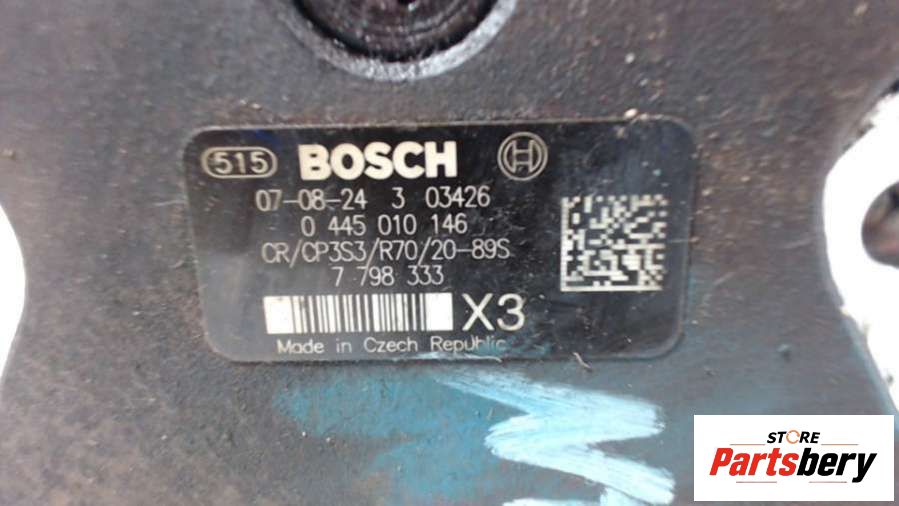 515 BOSCH
07-08-24 3 03426
0 445 010 146
CR/CP3S3/R70/20-89S
7 798 333
X3
Made in Czech Republic
STORE
Partsbery